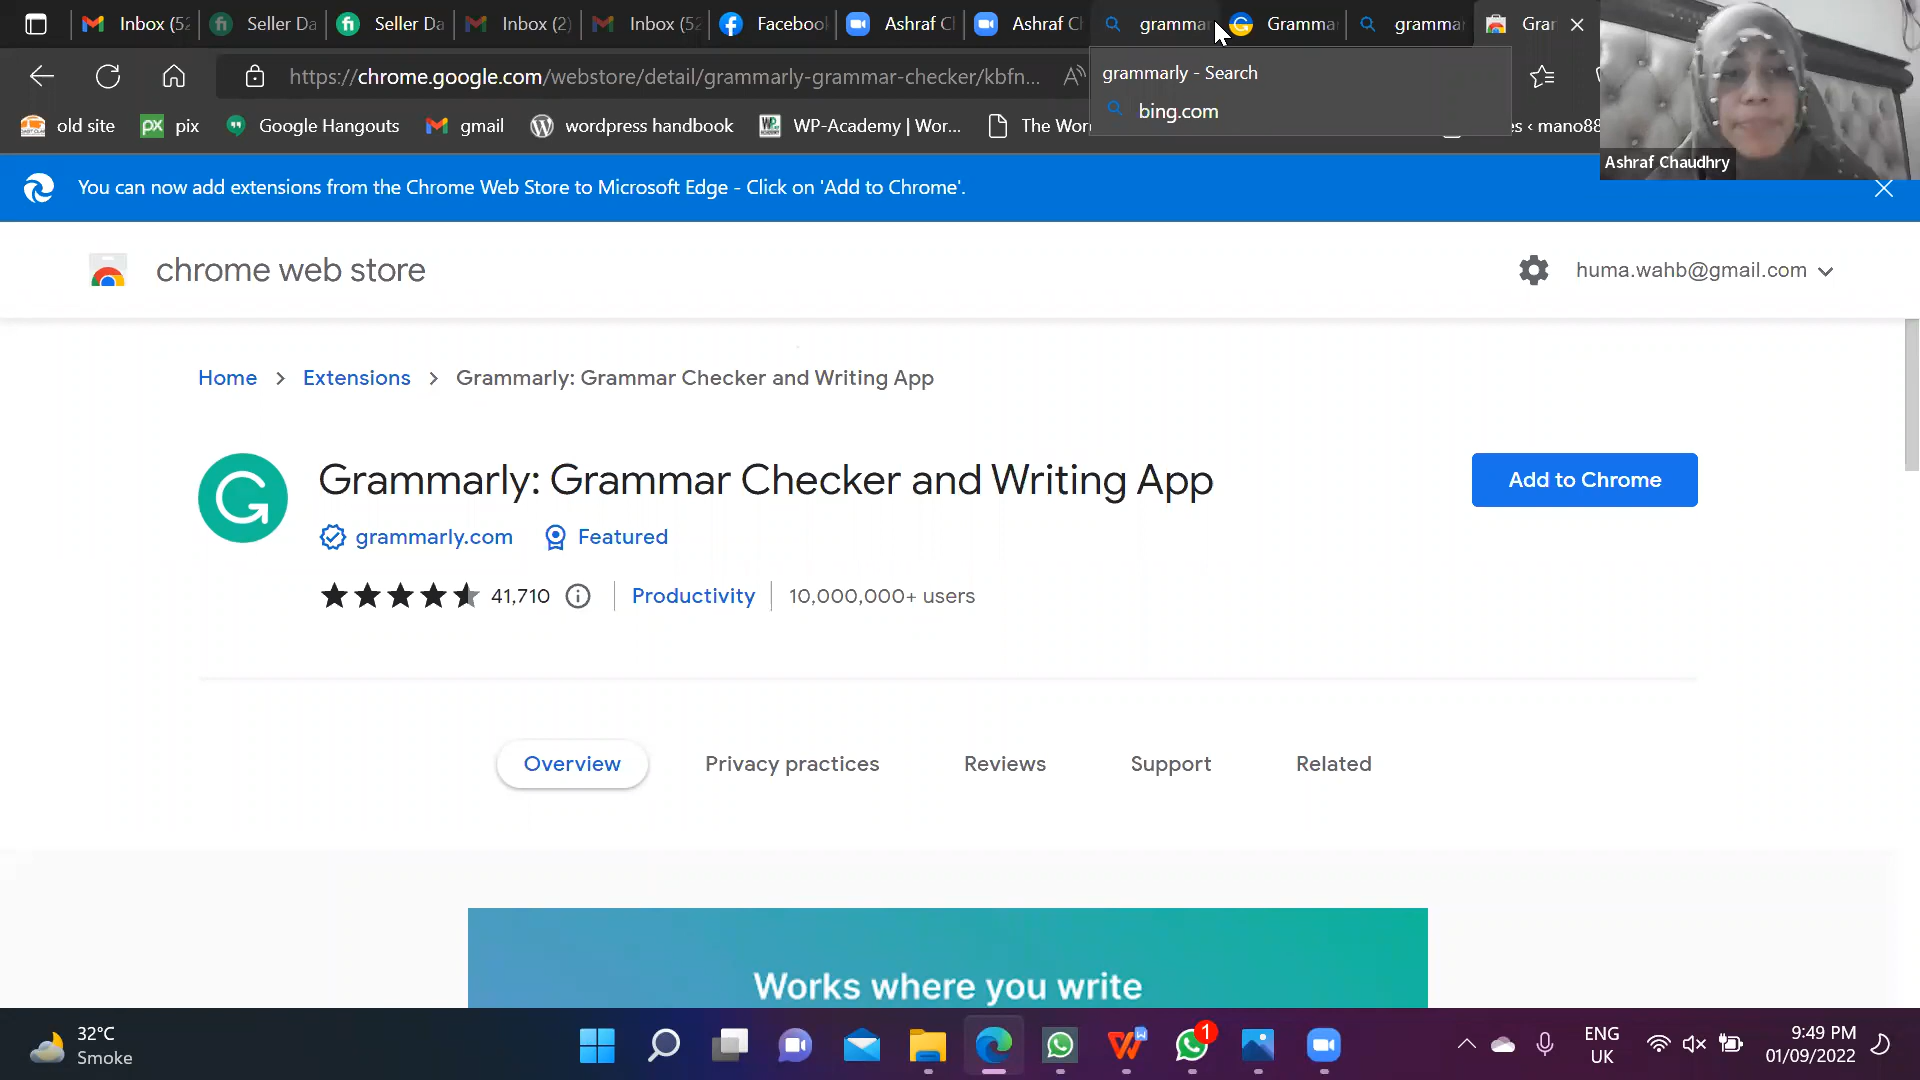 Inbox (52
Seller Da
Seller Da
Inbox (2)
Inbox (52
Facebook
Ashraf C
Ashraf C
grammar
Gramma
gramma
Gra
https://chrome.google.com/webstore/detail/grammarly-grammar-checker/kbfn...
grammarly - Search
bing.com
old site
pix
Google Hangouts
gmail
wordpress handbook
WP-Academy | Wor...
The Wor
s ‹ mano88
Ashraf Chaudhry
You can now add extensions from the Chrome Web Store to Microsoft Edge - Click on 'Add to Chrome'.
chrome web store
huma.wahb@gmail.com
Home > Extensions > Grammarly: Grammar Checker and Writing App
Grammarly: Grammar Checker and Writing App
Add to Chrome
grammarly.com
Featured
41,710
Productivity
10,000,000+ users
Overview
Privacy practices
Reviews
Support
Related
Works where you write
32°C
Smoke
1
ENG
UK
9:49 PM
01/09/2022